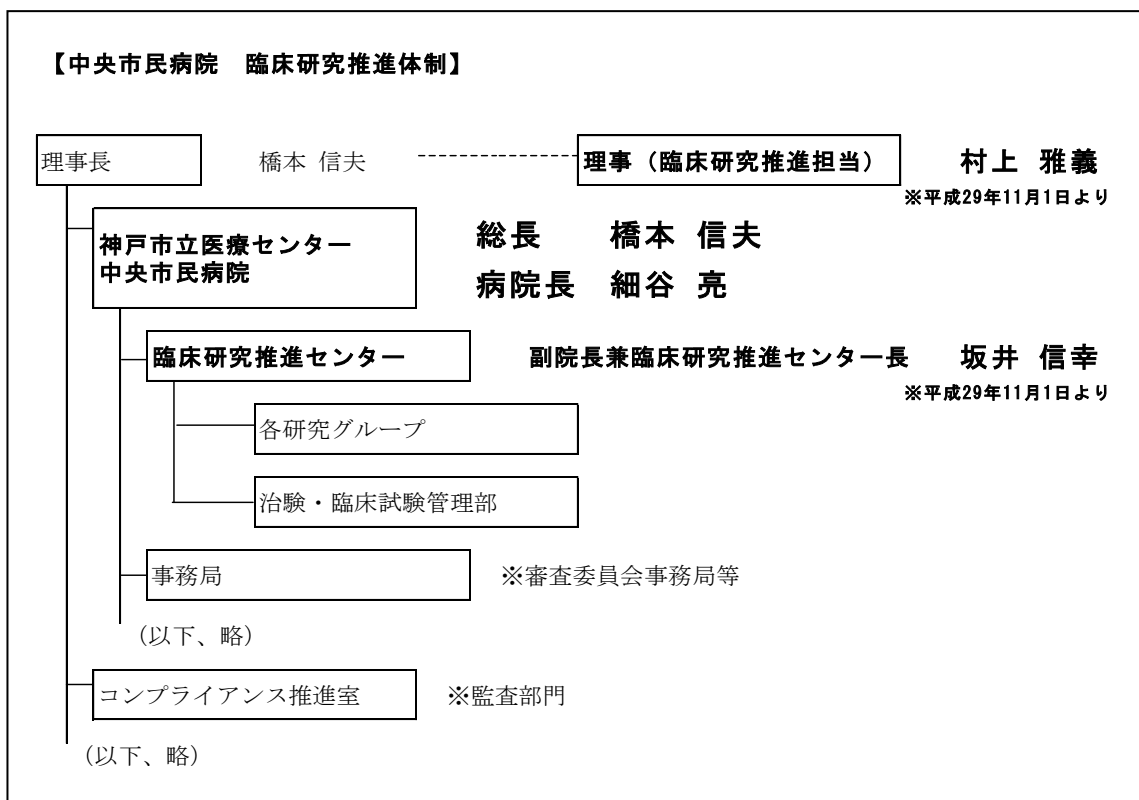 【中央市民病院　臨床研究推進体制】
理事長　橋本 信夫　理事（臨床研究推進担当）　村上 雅義
※平成29年11月1日より
神戸市立医療センター
中央市民病院
総長　橋本 信夫
病院長　細谷 亮
臨床研究推進センター　副院長兼臨床研究推進センター長　坂井 信幸
※平成29年11月1日より
各研究グループ
治験・臨床試験管理部
事務局　※審査委員会事務局等
（以下、略）
コンプライアンス推進室　※監査部門
（以下、略）